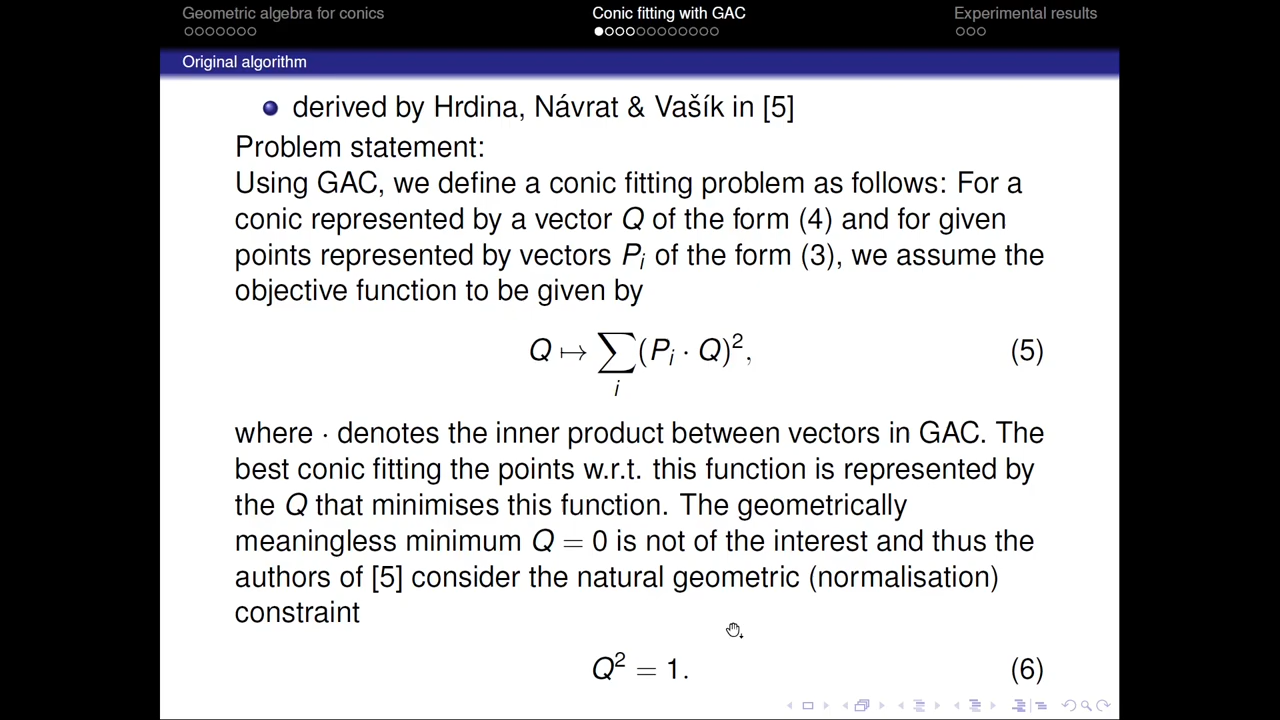 Geometric algebra for conics
Conic fitting with GAC
Experimental results
Original algorithm
derived by Hrdina, Návrat & Vašík in [5]
Problem statement:
Using GAC, we define a conic fitting problem as follows: For a
conic represented by a vector Q of the form (4) and for given
points represented by vectors P_i of the form (3), we assume the
objective function to be given by
Q ↦ ∑_i (P_i · Q)², (5)
where · denotes the inner product between vectors in GAC. The
best conic fitting the points w.r.t. this function is represented by
the Q that minimises this function. The geometrically
meaningless minimum Q = 0 is not of the interest and thus the
authors of [5] consider the natural geometric (normalisation)
constraint
Q² = 1. (6)